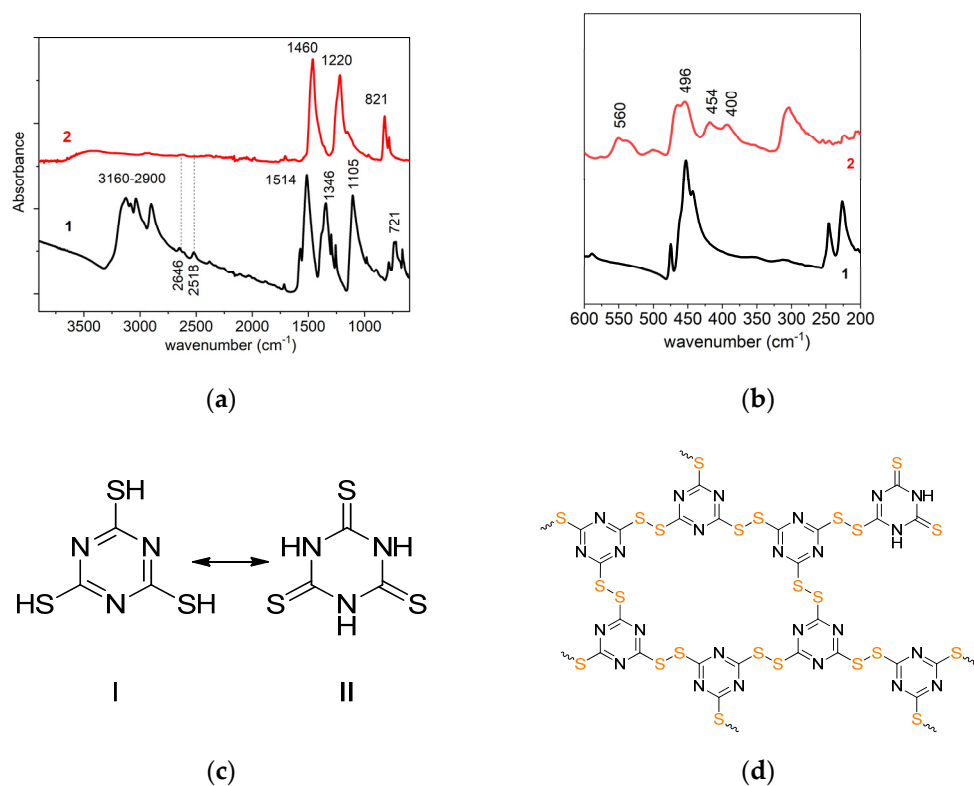 1460
1220
821
2
3160-2900
1
2646
2518
1514
1346
1105
721
Absorbance
3500 3000 2500 2000 1500 1000
wavenumber (cm-1)
(a)
560
496
454
400
2
1
600 550 500 450 400 350 300 250 200
wavenumber (cm-1)
(b)
SH
N N
HS N SH
I
S
HN NH
S N S
H
II
(c)
S S
N N N N N NH
S N S-S N S-S N S-S N S
N N N N N N H
S-S S-S
N N N N
S N S-S N S-S N S-S N S
N N N N
S S
(d)